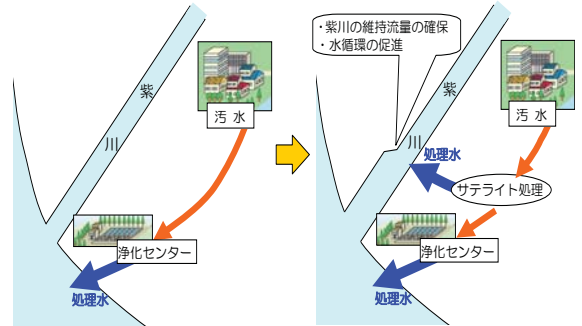 紫
川
汚 水
浄化センター
処理水
・紫川の維持流量の確保
・水循環の促進
紫
川
汚 水
処理水
サテライト処理
浄化センター
処理水